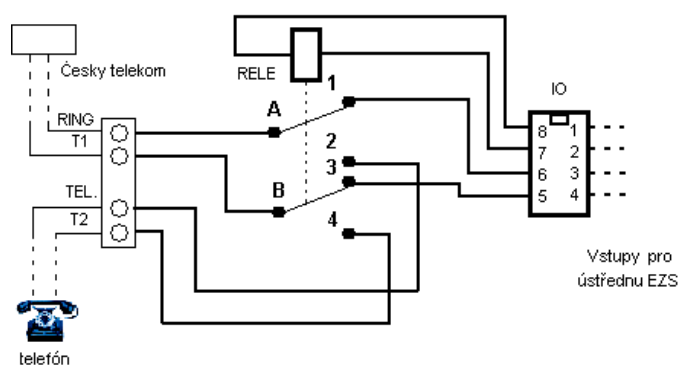 Česky telekom
RELE
1
IO
RING
A
T1
8 1
2
7 2
3
6 3
TEL.
B
5 4
T2
4
Vstupy pro
ústřednu EZS
telefón